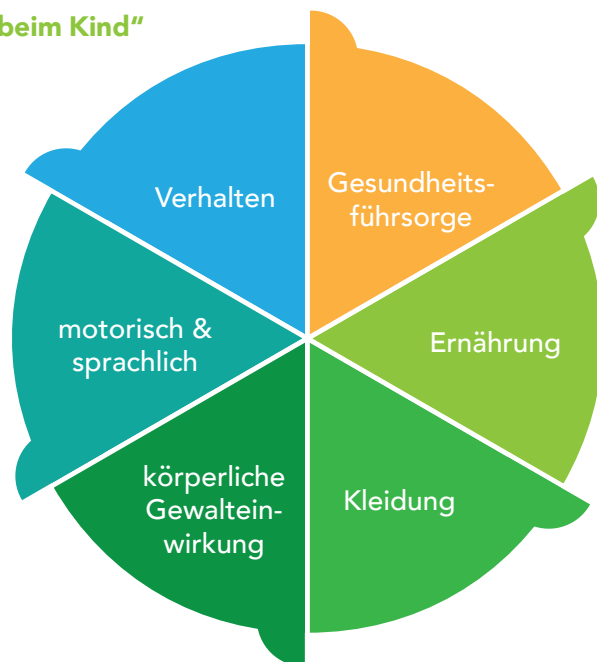 beim Kind“
Gesundheits-
führsorge
Verhalten
Ernährung
motorisch &
sprachlich
körperliche
Gewaltein-
wirkung
Kleidung